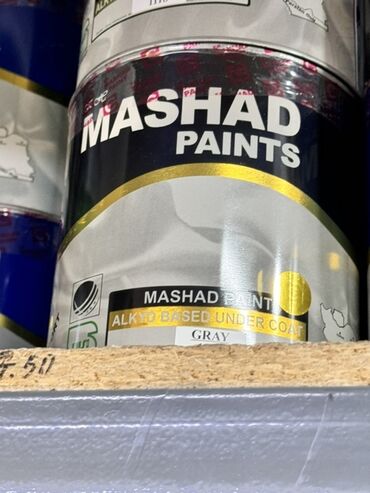 MASHAD
PAINTS
MASHAD PAINT
ALKYD BASED UNDER COAT
GRAY
50